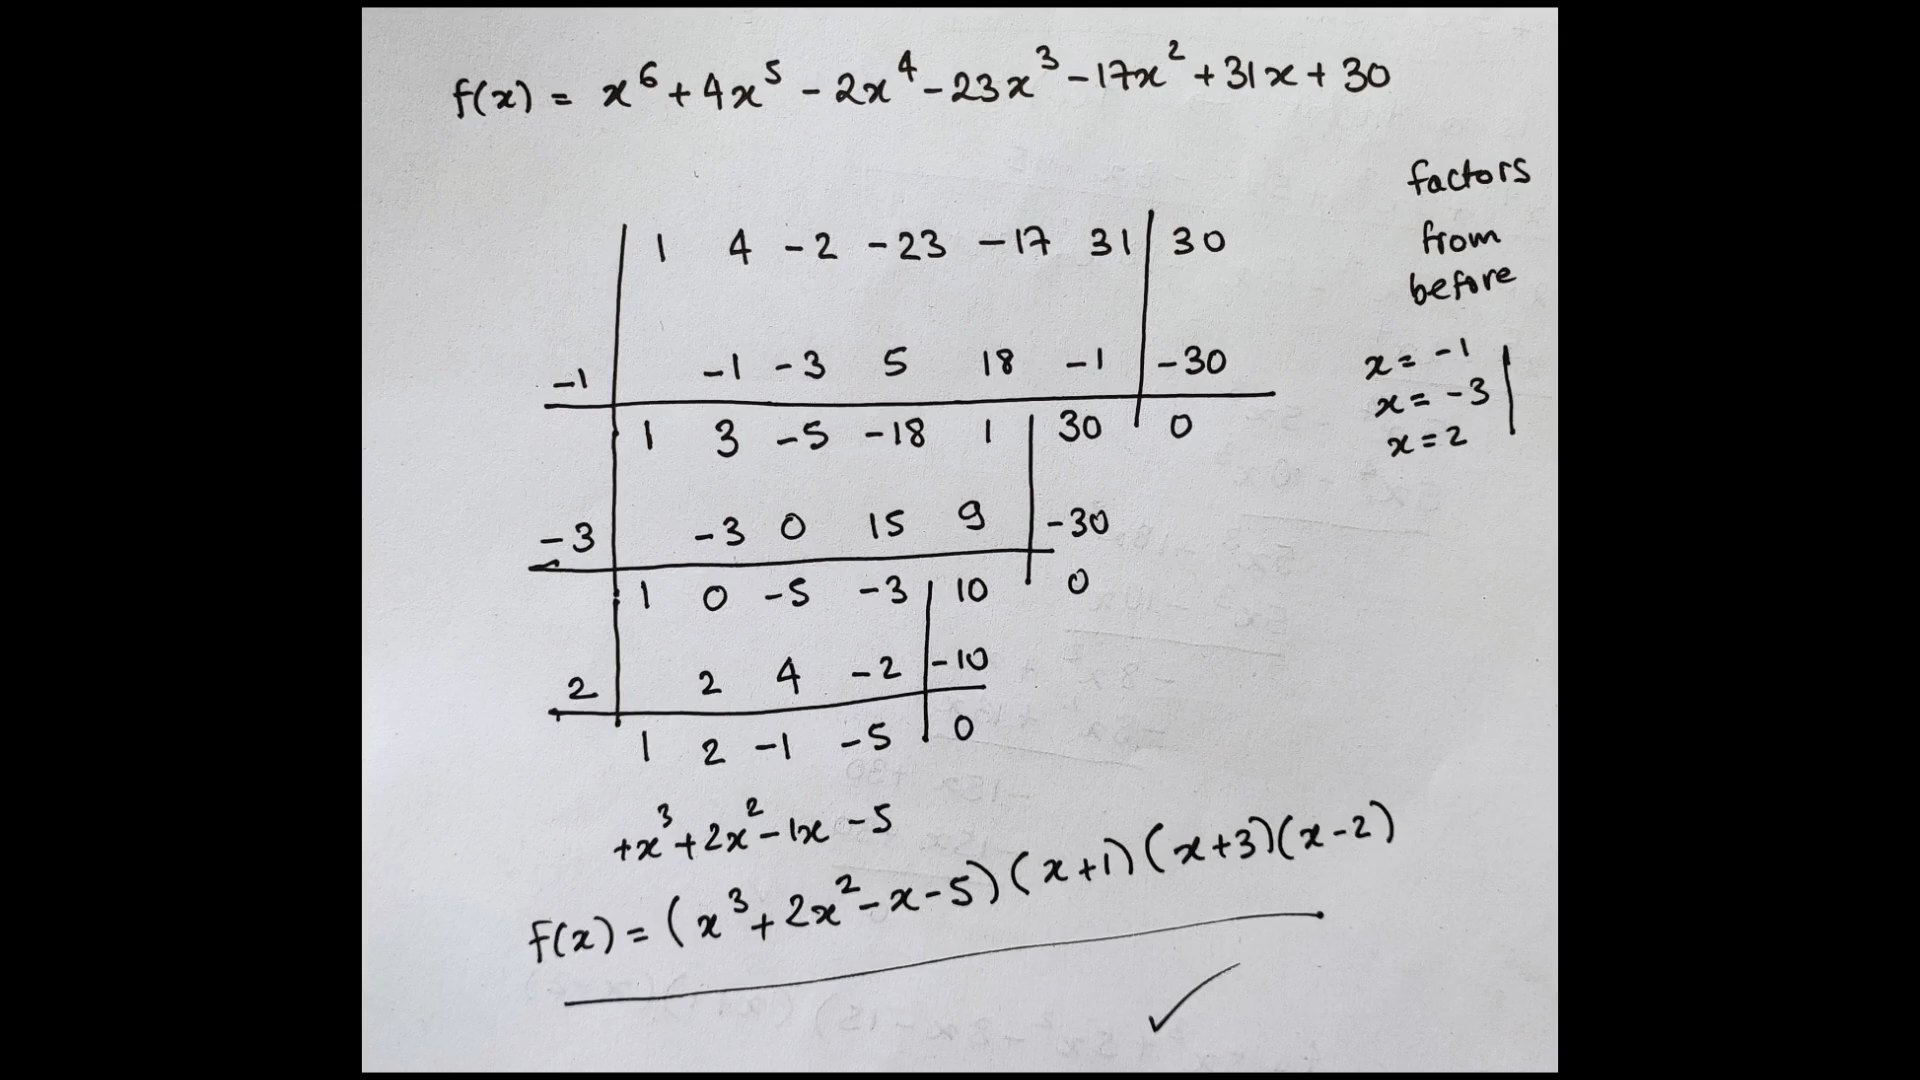 f(x) = x⁶ + 4x⁵ - 2x⁴ - 23x³ - 17x² + 31x + 30
factors
from
before
x = -1
x = -3
x = 2
1 4 -2 -23 -17 31 30
-1 -1 -3 5 18 -1 -30
1 3 -5 -18 1 30 0
-3 -3 0 15 9 -30
1 0 -5 -3 10 0
2 2 4 -2 -10
1 2 -1 -5 0
+x³ + 2x² - 1x - 5
f(x) = (x³ + 2x² - x - 5)(x+1)(x+3)(x-2)